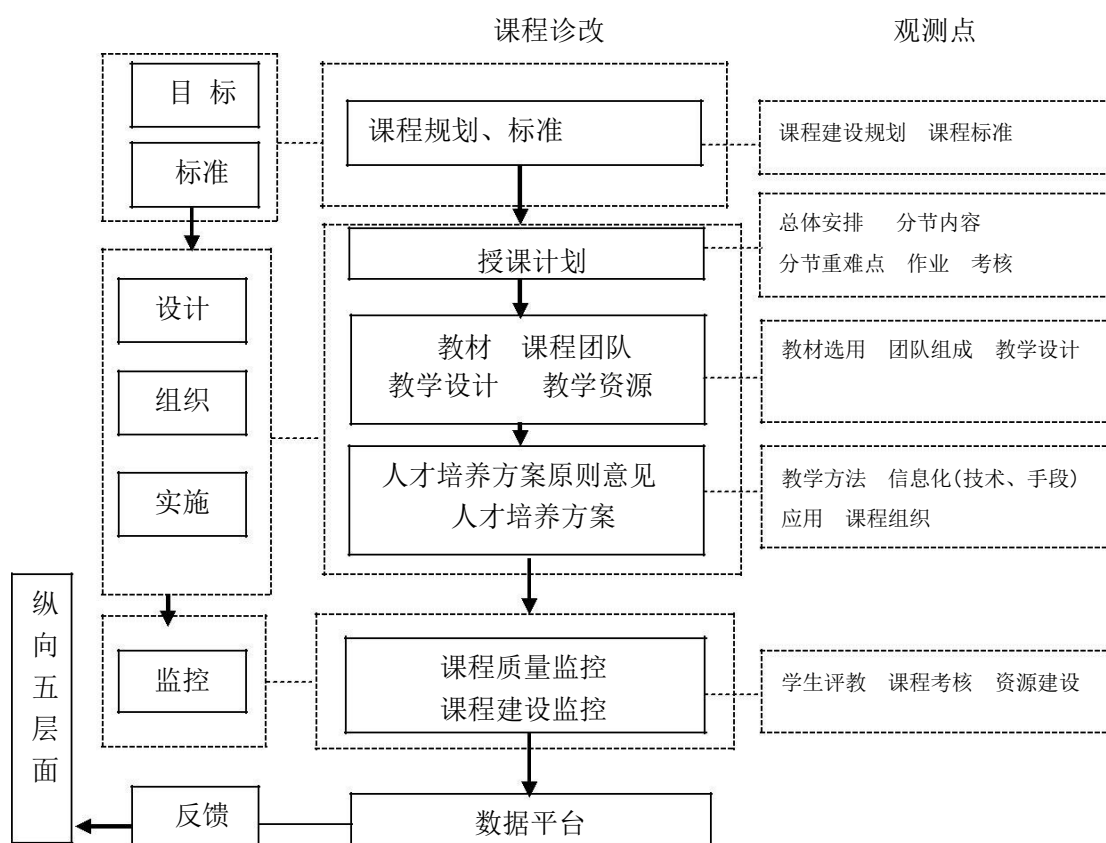 课程诊改 观测点
目 标
课程规划、标准
课程建设规划 课程标准
标准
总体安排 分节内容
授课计划
分节重难点 作业 考核
设计
教材 课程团队
教材选用 团队组成 教学设计
教学设计 教学资源
组织
人才培养方案原则意见
教学方法 信息化(技术、手段)
实施
人才培养方案
应用 课程组织
纵向五层面
监控
课程质量监控
学生评教 课程考核 资源建设
课程建设监控
反馈
数据平台